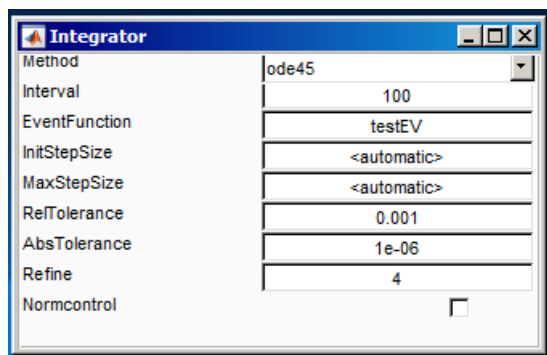 Integrator
Method ode45
Interval 100
EventFunction testEV
InitStepSize <automatic>
MaxStepSize <automatic>
RelTolerance 0.001
AbsTolerance 1e-06
Refine 4
Normcontrol